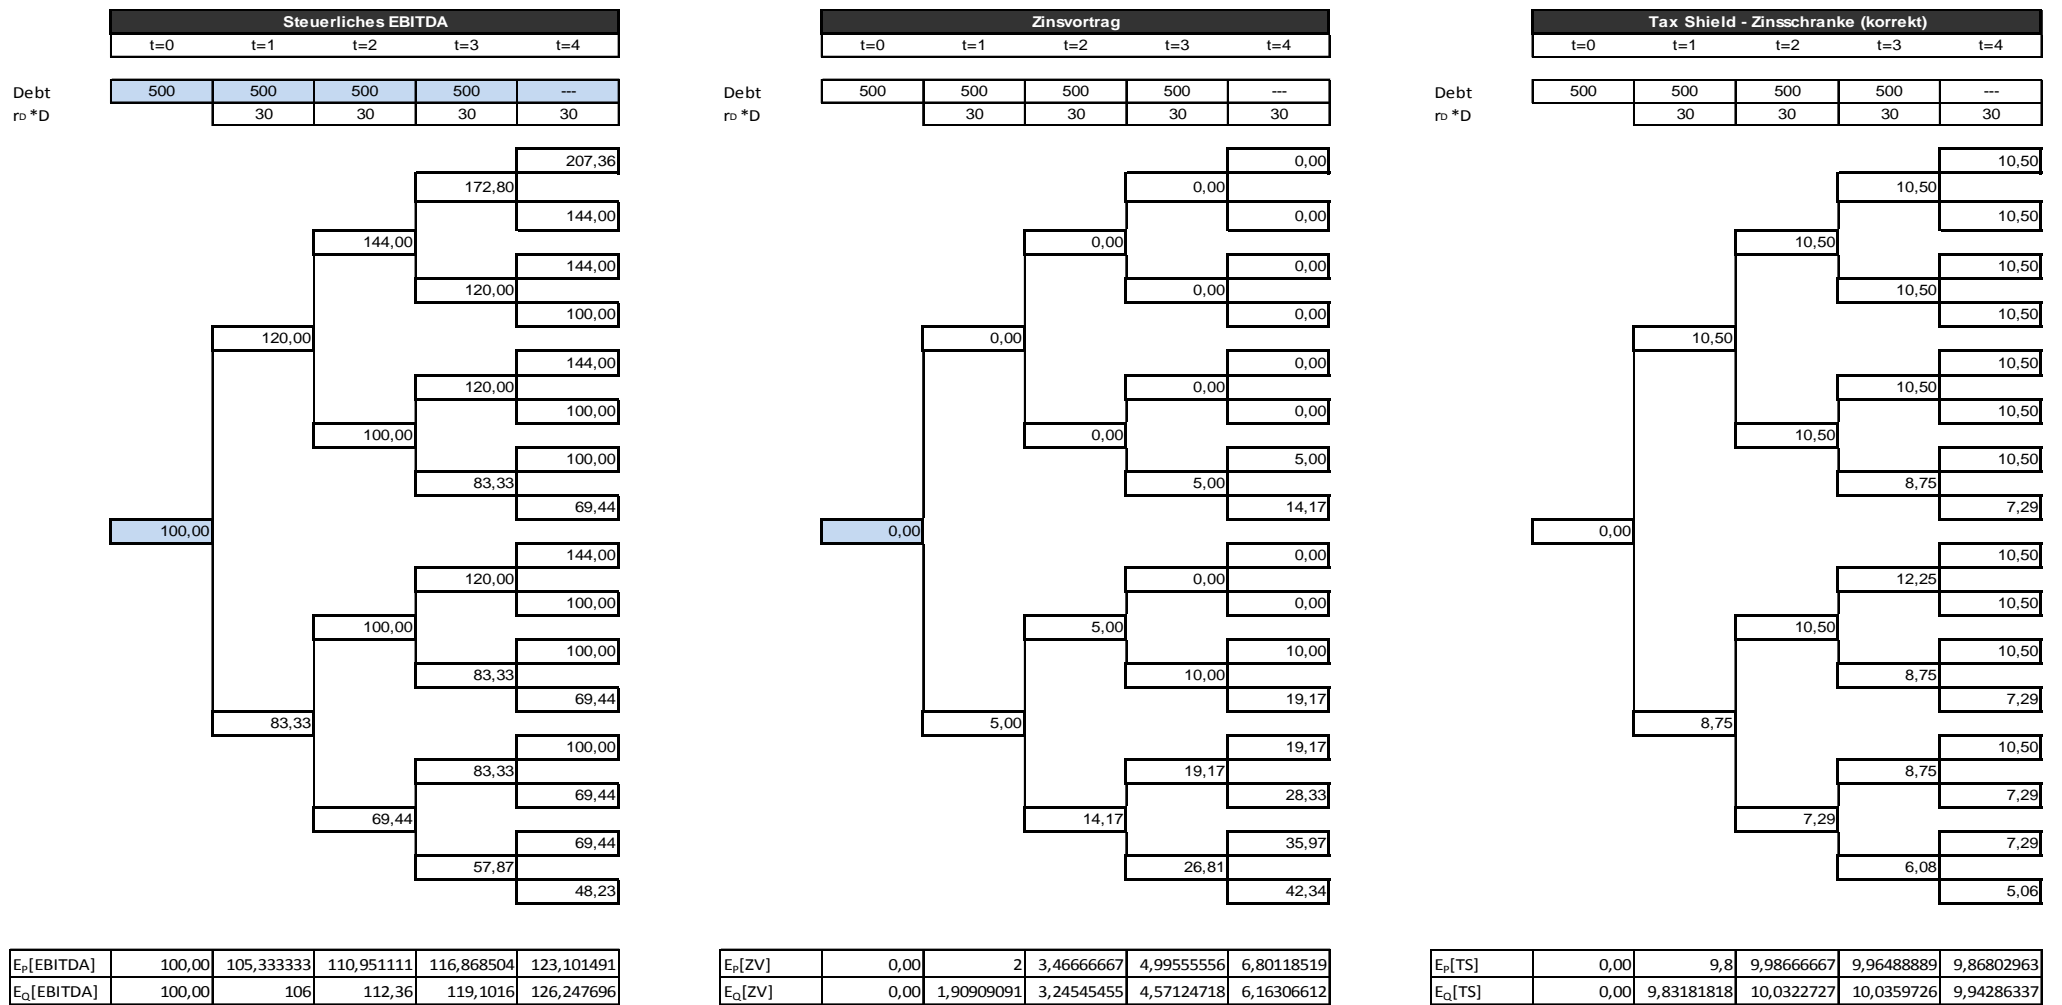 Steuerliches EBITDA Zinsvortrag Tax Shield - Zinsschranke (korrekt)
t=0 t=1 t=2 t=3 t=4 t=0 t=1 t=2 t=3 t=4 t=0 t=1 t=2 t=3 t=4
Debt 500 500 500 500 --- Debt 500 500 500 500 --- Debt 500 500 500 500 ---
rD *D 30 30 30 30 rD *D 30 30 30 30 rD *D 30 30 30 30
207,36 0,00 10,50
172,80 0,00 10,50
144,00 0,00 10,50
144,00 0,00 10,50
144,00 0,00 10,50
120,00 0,00 10,50
100,00 0,00 10,50
120,00 0,00 10,50
144,00 0,00 10,50
120,00 0,00 10,50
100,00 0,00 10,50
100,00 0,00 10,50
100,00 5,00 10,50
83,33 5,00 8,75
69,44 14,17 7,29
100,00 0,00 0,00
144,00 0,00 10,50
120,00 0,00 12,25
100,00 0,00 10,50
100,00 5,00 10,50
100,00 10,00 10,50
83,33 10,00 8,75
69,44 19,17 7,29
83,33 5,00 8,75
100,00 19,17 10,50
83,33 19,17 8,75
69,44 28,33 7,29
69,44 14,17 7,29
69,44 35,97 7,29
57,87 26,81 6,08
48,23 42,34 5,06
EP[EBITDA] 100,00 105,333333 110,951111 116,868504 123,101491 EP[ZV] 0,00 2 3,46666667 4,99555556 6,80118519 EP[TS] 0,00 9,8 9,98666667 9,96488889 9,86802963
EQ[EBITDA] 100,00 106 112,36 119,1016 126,247696 EQ[ZV] 0,00 1,90909091 3,24545455 4,57124718 6,16306612 EQ[TS] 0,00 9,83181818 10,0322727 10,0359726 9,94286337